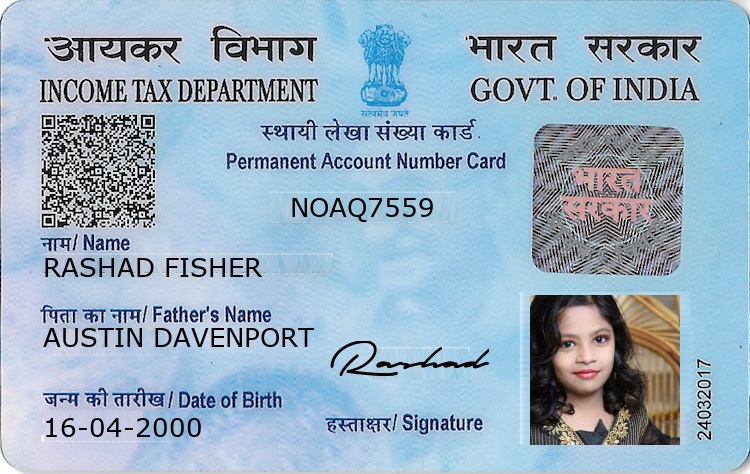 आयकर विभाग भारत सरकार
INCOME TAX DEPARTMENT GOVT. OF INDIA
सत्यमेव जयते
स्थायी लेखा संख्या कार्ड
Permanent Account Number Card
NOAQ7559
भारत
सरकार
नाम/ Name
RASHAD FISHER
पिता का नाम/ Father's Name
AUSTIN DAVENPORT
Rashad
जन्म की तारीख/ Date of Birth
16-04-2000
हस्ताक्षर/ Signature
24032017